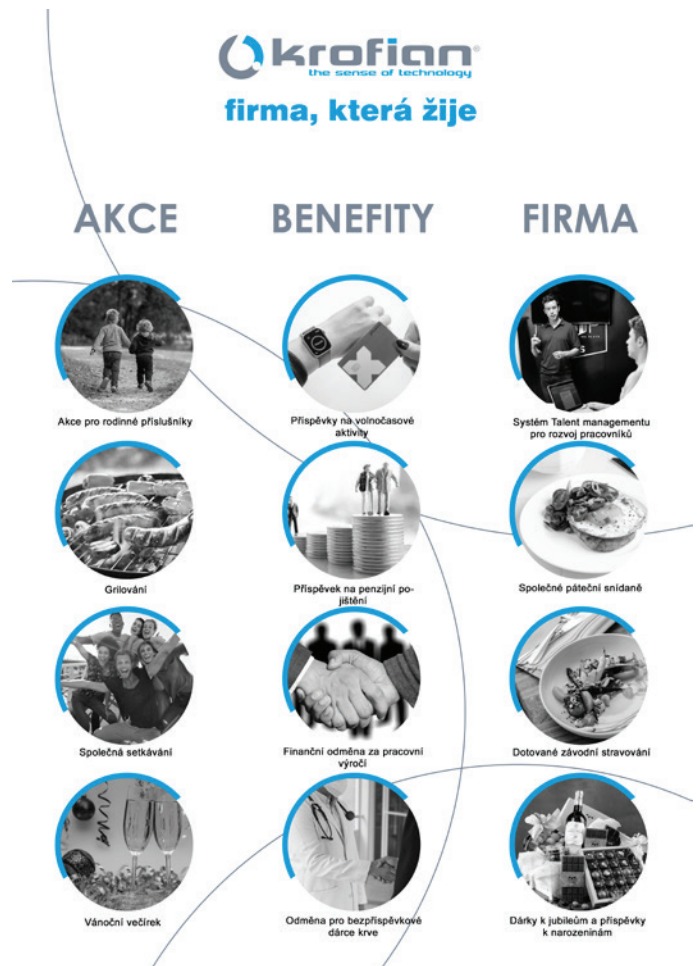 krofian®
the sense of technology
firma, která žije
AKCE
BENEFITY
FIRMA
Akce pro rodinné příslušníky
Příspěvky na volnočasové
aktivity
Systém Talent managementu
pro rozvoj pracovníků
Grilování
Příspěvek na penzijní po-
jištění
Společné páteční snídaně
Společná setkávání
Finanční odměna za pracovní
výročí
Dotované závodní stravování
Vánoční večírek
Odměna pro bezpříspěvkové
dárce krve
Dárky k jubileům a příspěvky
k narozeninám